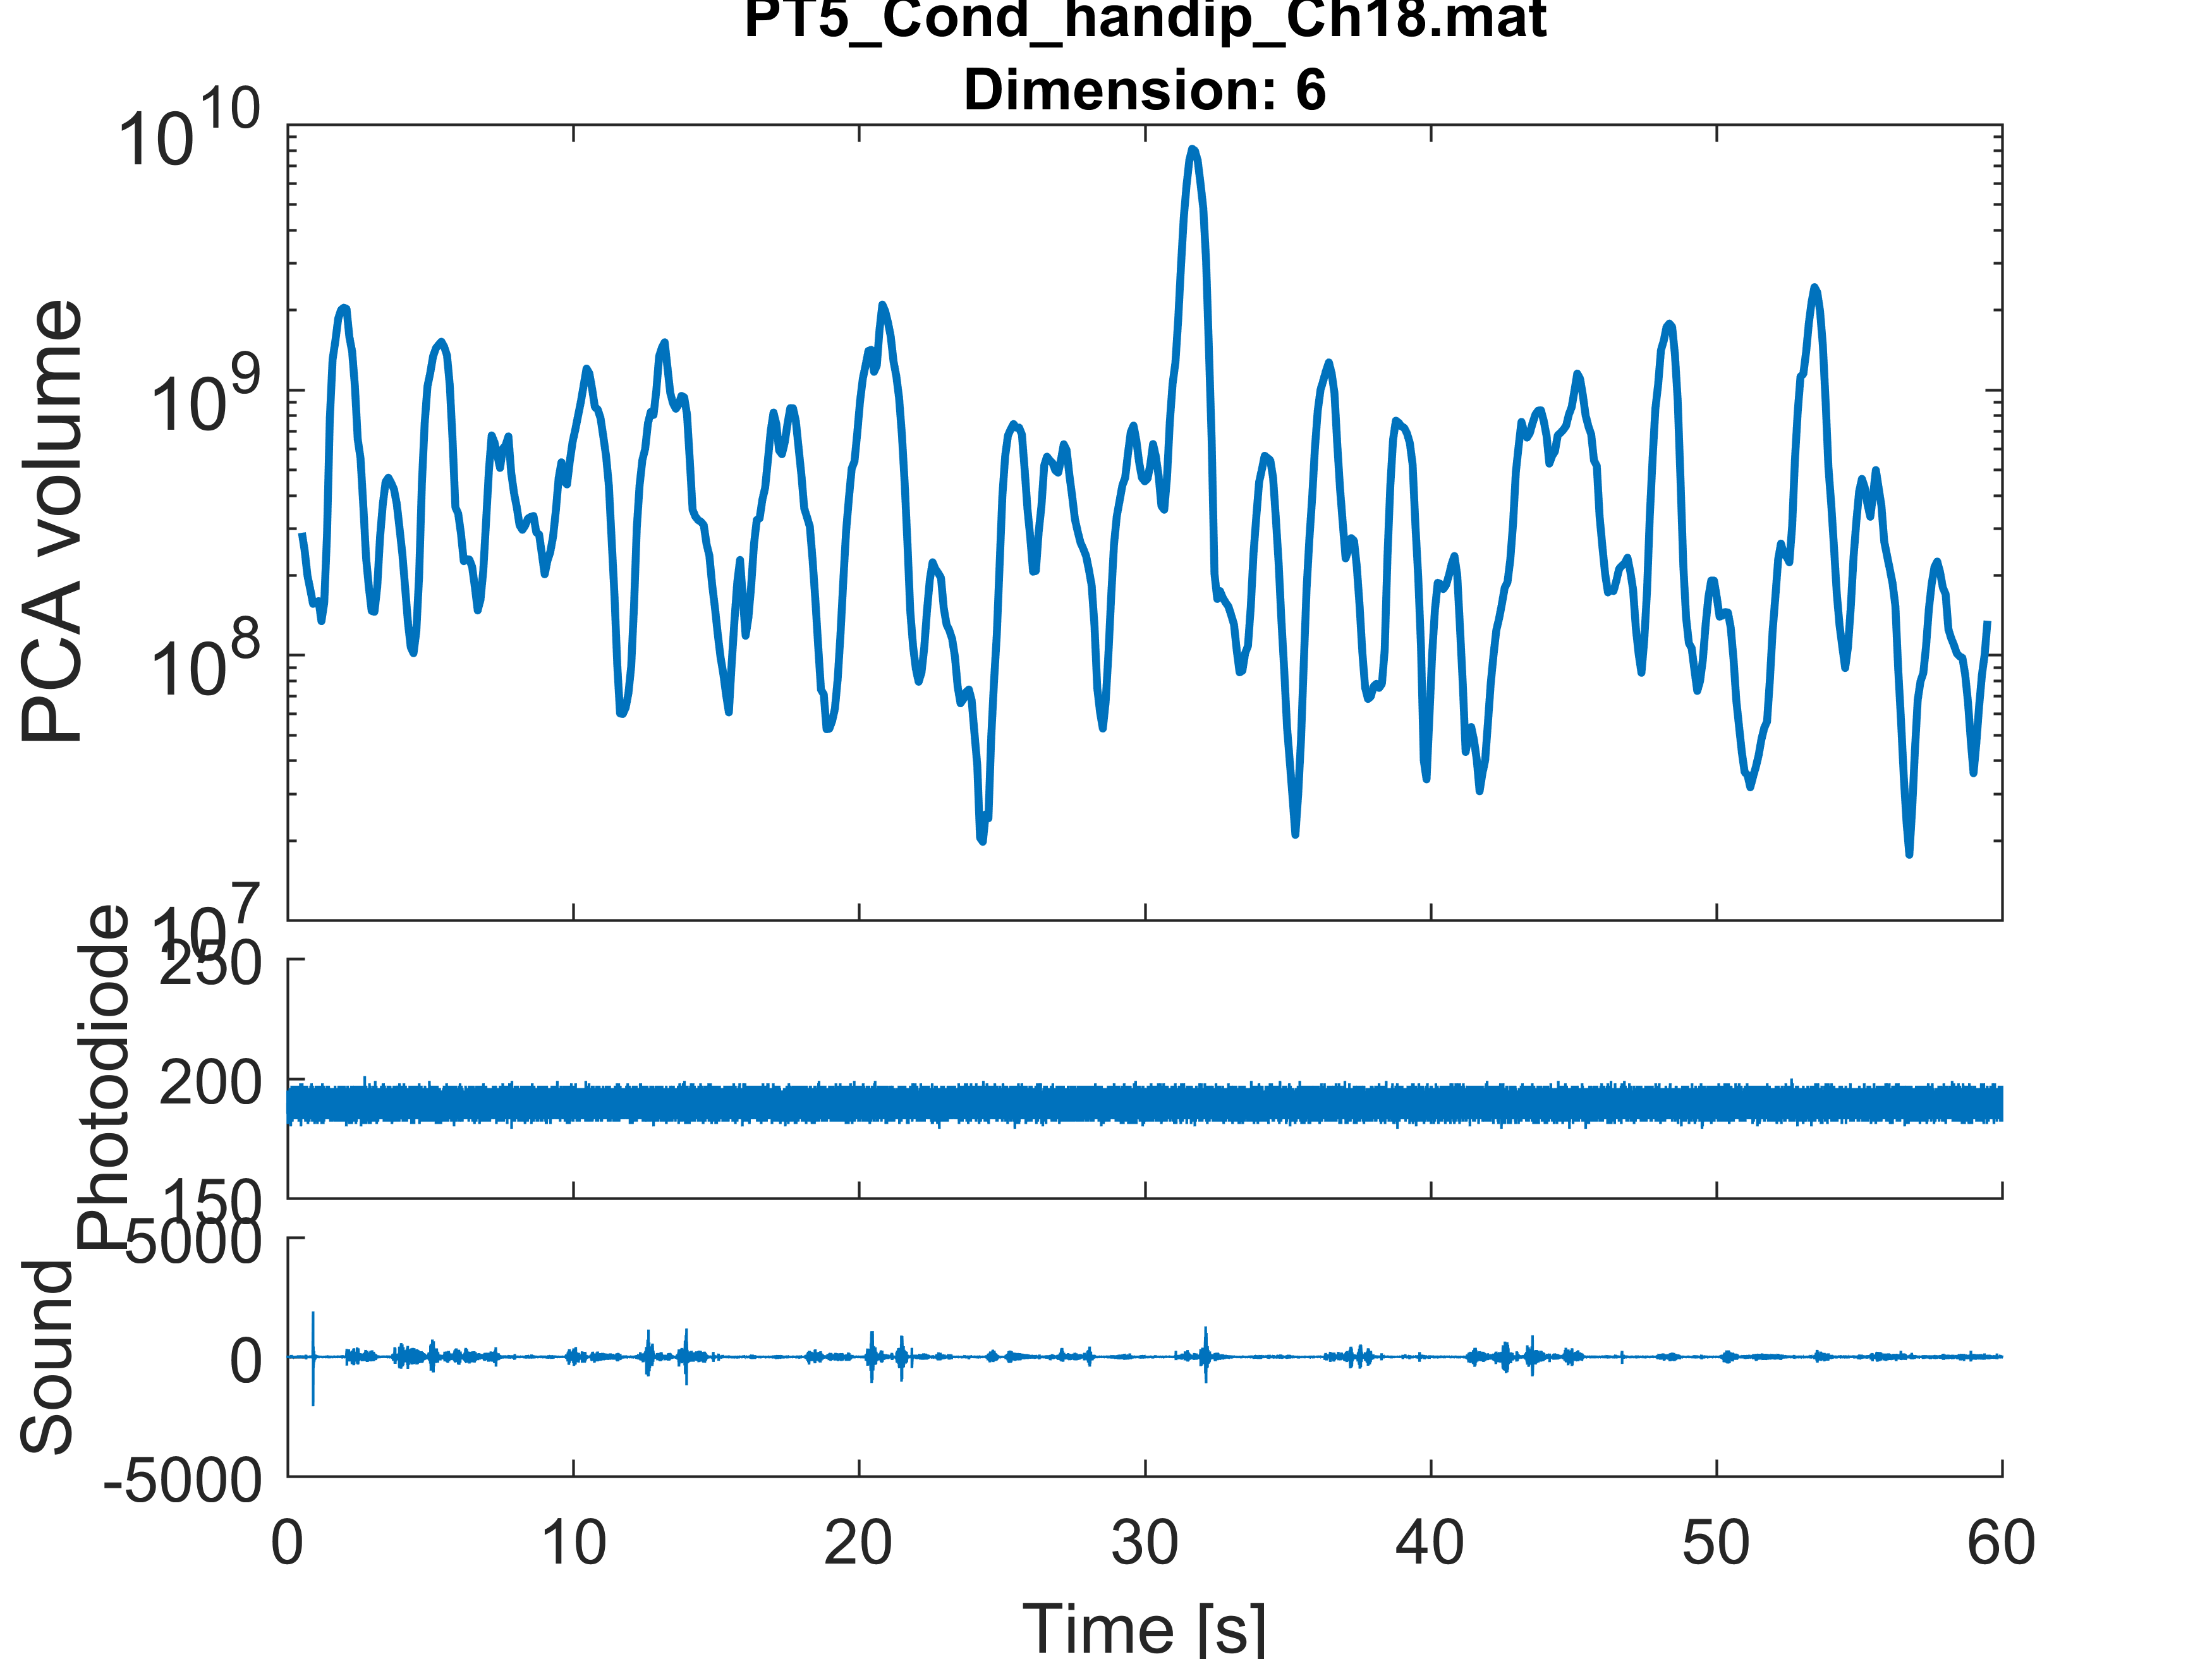 PT5_Cond_handip_Ch18.mat
Dimension: 6
10^10
10^9
10^8
10^7
PCA volume
250
200
150
Photodiode
5000
0
-5000
Sound
0 10 20 30 40 50 60
Time [s]